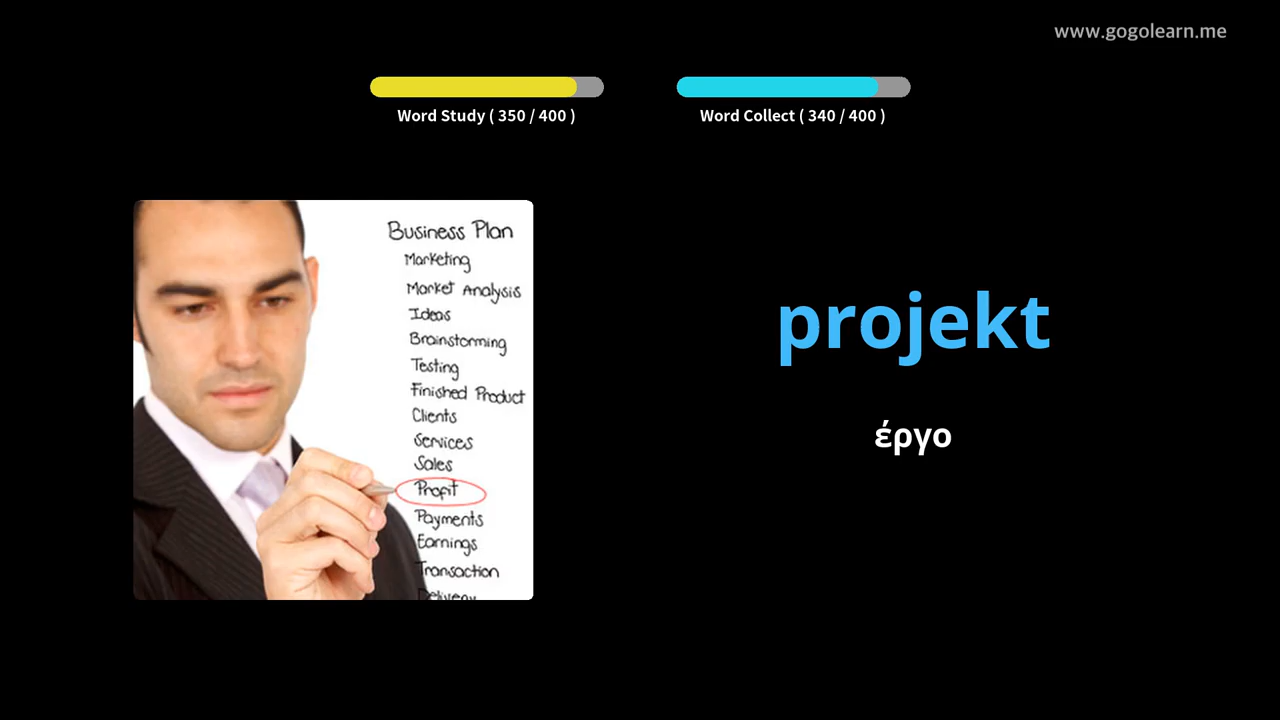 www.gogolearn.me
Word Study ( 350 / 400 )
Word Collect ( 340 / 400 )
Business Plan
Marketing
Market Analysis
Ideas
Brainstorming
Testing
Finished Product
Clients
Services
Sales
Profit
Payments
Earnings
Transaction
Delivery
projekt
έργο